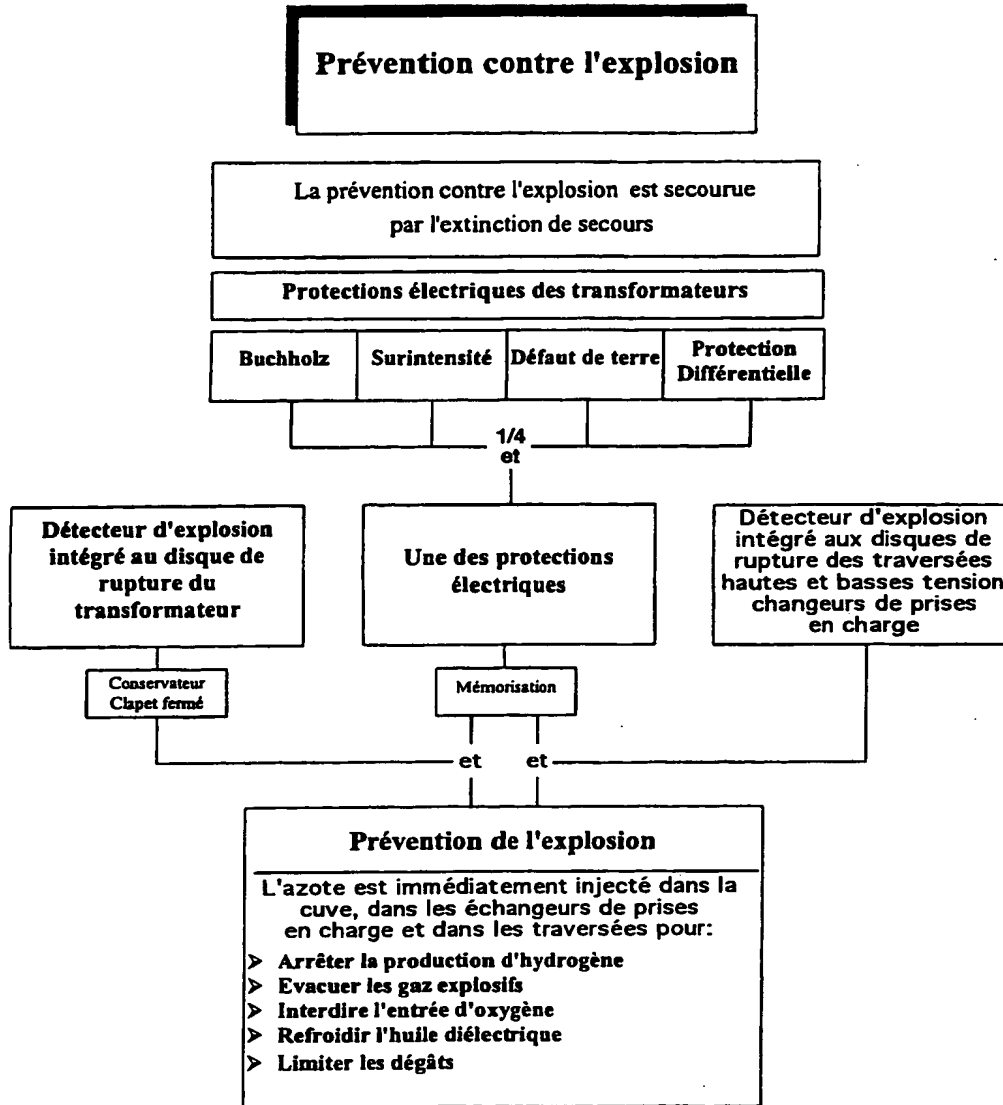 Prévention contre l'explosion
La prévention contre l'explosion est secourue
par l'extinction de secours
Protections électriques des transformateurs
Buchholz
Surintensité
Défaut de terre
Protection
Différentielle
1/4
et
Détecteur d'explosion
intégré au disque de
rupture du
transformateur
Une des protections
électriques
Détecteur d'explosion
intégré aux disques de
rupture des traversées
hautes et basses tension
changeurs de prises
en charge
Conservateur
Clapet fermé
Mémorisation
et et
Prévention de l'explosion
L'azote est immédiatement injecté dans la
cuve, dans les échangeurs de prises
en charge et dans les traversées pour:
➢ Arrêter la production d'hydrogène
➢ Evacuer les gaz explosifs
➢ Interdire l'entrée d'oxygène
➢ Refroidir l'huile diélectrique
➢ Limiter les dégâts